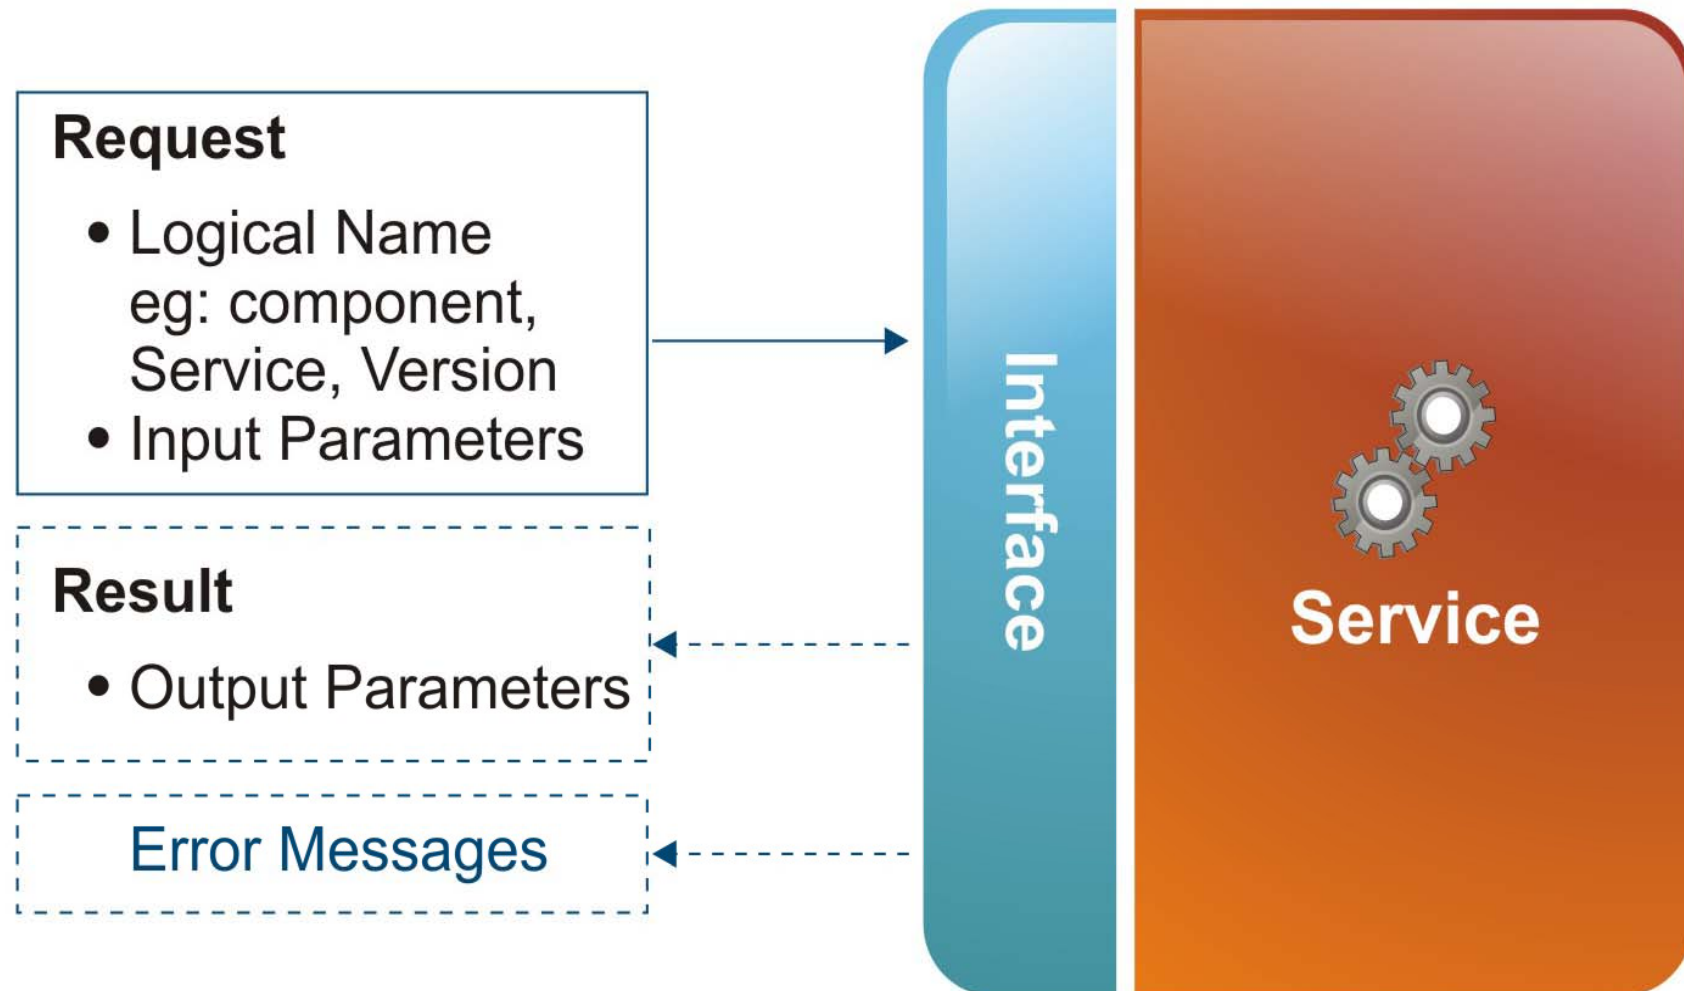 Request
• Logical Name
eg: component,
Service, Version
• Input Parameters
Result
• Output Parameters
Error Messages
Interface
Service